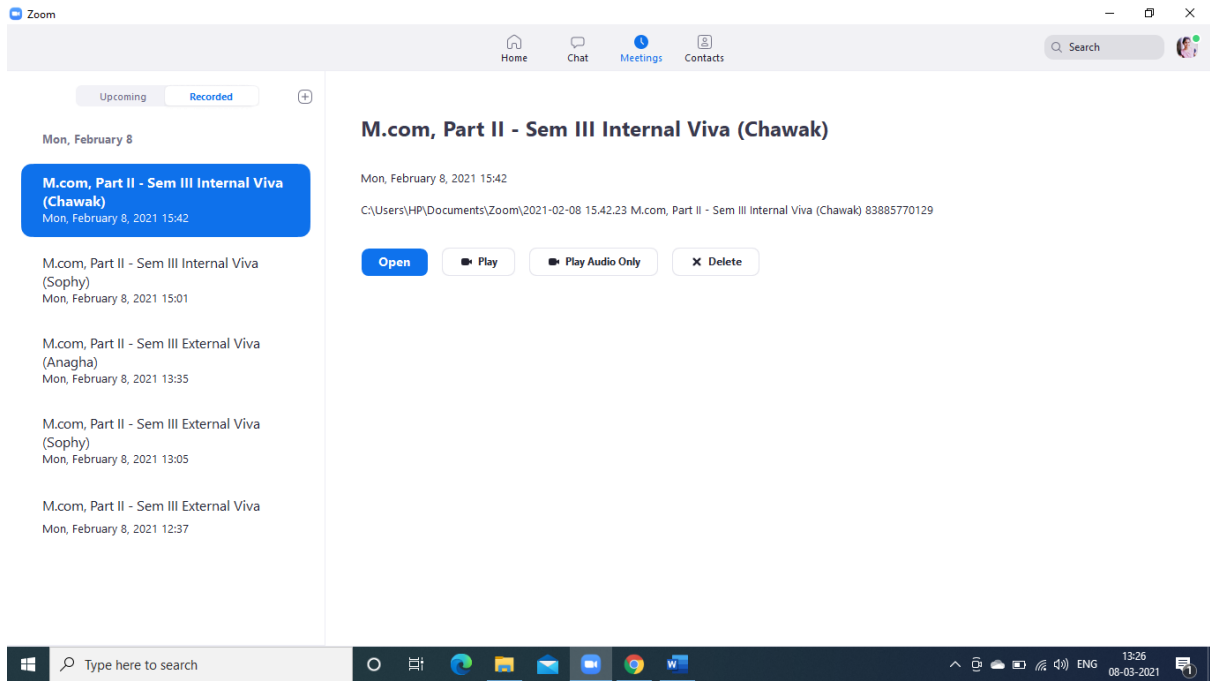 Zoom
Home
Chat
Meetings
Contacts
Search
Upcoming
Recorded
Mon, February 8
M.com, Part II - Sem III Internal Viva
(Chawak)
Mon, February 8, 2021 15:42
M.com, Part II - Sem III Internal Viva
(Sophy)
Mon, February 8, 2021 15:01
M.com, Part II - Sem III External Viva
(Anagha)
Mon, February 8, 2021 13:35
M.com, Part II - Sem III External Viva
(Sophy)
Mon, February 8, 2021 13:05
M.com, Part II - Sem III External Viva
Mon, February 8, 2021 12:37
M.com, Part II - Sem III Internal Viva (Chawak)
Mon, February 8, 2021 15:42
C:\Users\HP\Documents\Zoom\2021-02-08 15.42.23 M.com, Part II - Sem III Internal Viva (Chawak) 83885770129
Open
Play
Play Audio Only
Delete
Type here to search
ENG
13:26
08-03-2021
1